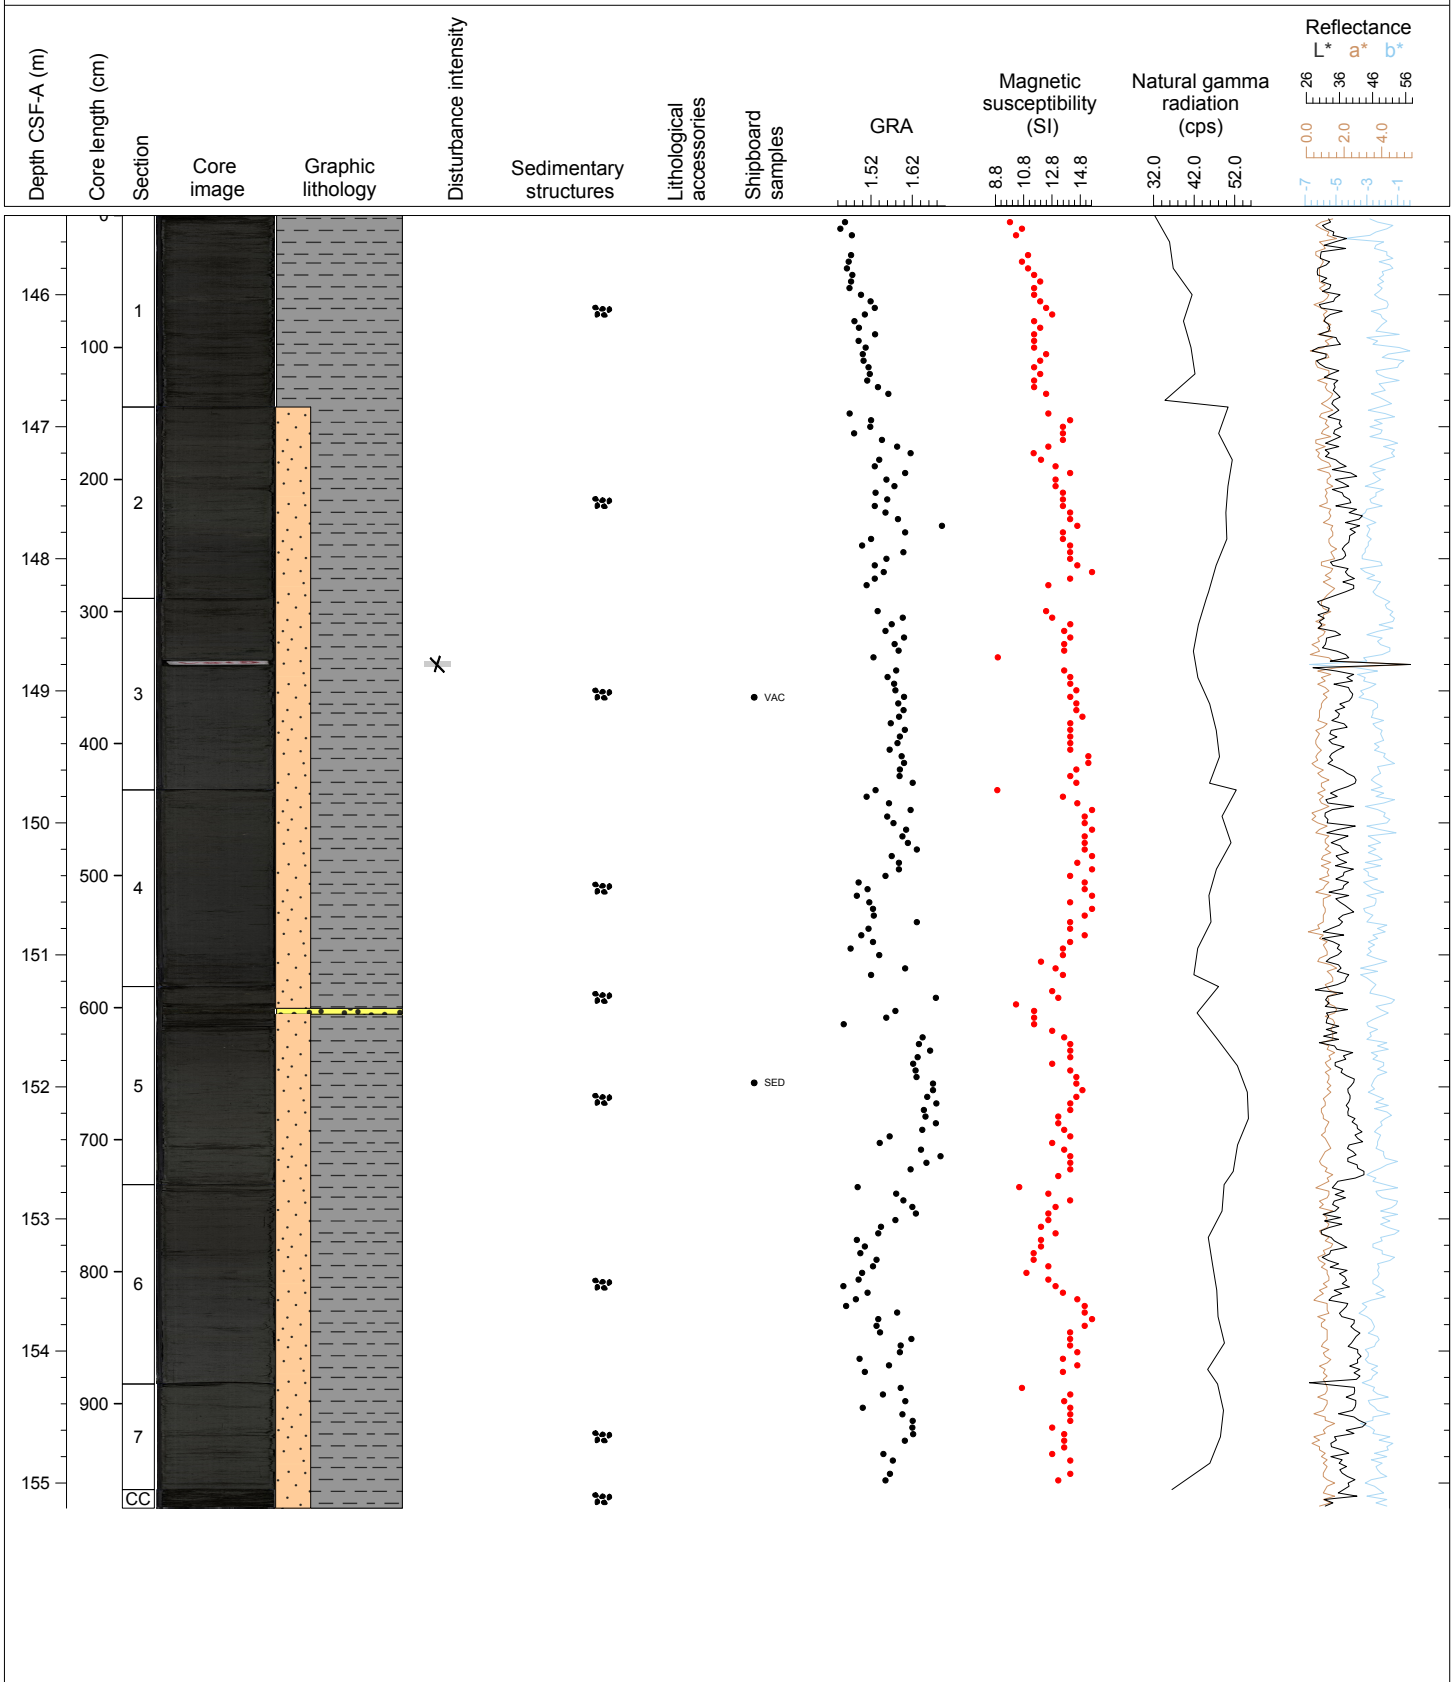 Depth CSF-A (m)
Core length (cm)
Section
Core
image
Graphic
lithology
Disturbance intensity
Sedimentary
structures
Lithological
accessories
Shipboard
samples
GRA
1.52
1.62
Magnetic
susceptibility
(SI)
8.8
10.8
12.8
14.8
Natural gamma
radiation
(cps)
32.0
42.0
52.0
Reflectance
L* a* b*
26
36
46
56
0.0
2.0
4.0
-7
-5
-3
-1
0
146
1
100
147
200
2
148
300
149
3
VAC
400
150
500
4
151
600
152
5
SED
700
153
800
6
154
900
7
155
CC